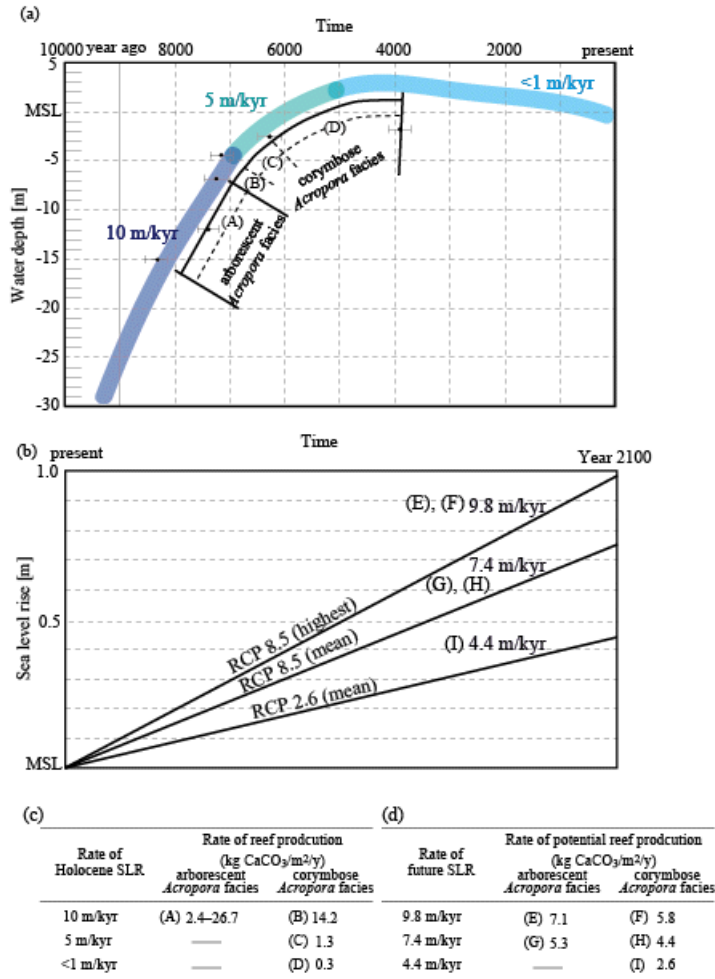 (a)
Time
10000 year ago 8000 6000 4000 2000 present
5
MSL
-5
-10
-15
-20
-25
-30
Water depth [m]
<1 m/kyr
5 m/kyr
10 m/kyr
(D)
(C)
(B)
(A)
corymbose
Acropora facies
arborescent
Acropora facies
(b)
present
Time
Year 2100
1.0
0.5
MSL
Sea level rise [m]
(E), (F) 9.8 m/kyr
7.4 m/kyr
(G), (H)
(I) 4.4 m/kyr
RCP 8.5 (highest)
RCP 8.5 (mean)
RCP 2.6 (mean)
(c)
Rate of
Holocene SLR
Rate of reef prodcution
(kg CaCO3/m2/y)
arborescent corymbose
Acropora facies Acropora facies
10 m/kyr (A) 2.4–26.7 (B) 14.2
5 m/kyr —— (C) 1.3
<1 m/kyr —— (D) 0.3
(d)
Rate of
future SLR
Rate of potential reef prodcution
(kg CaCO3/m2/y)
arborescent corymbose
Acropora facies Acropora facies
9.8 m/kyr (E) 7.1 (F) 5.8
7.4 m/kyr (G) 5.3 (H) 4.4
4.4 m/kyr —— (I) 2.6